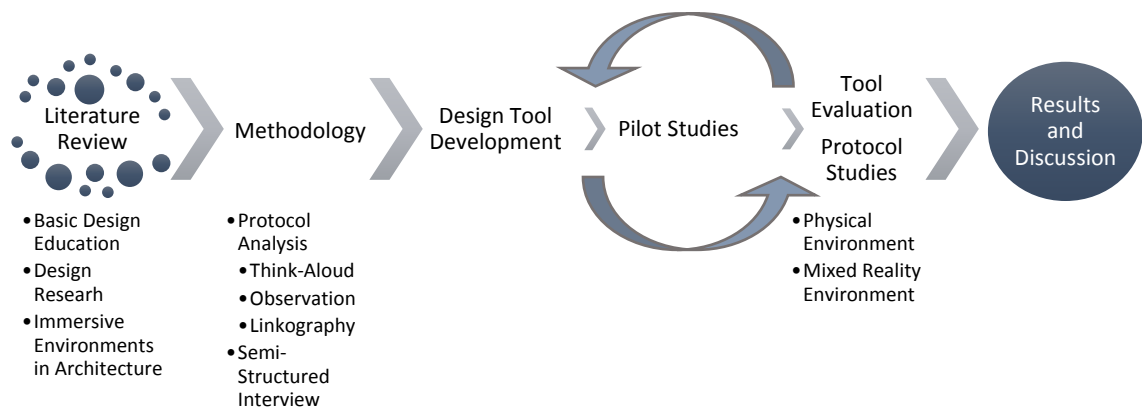 Literature
Review
Methodology
Design Tool
Development
Pilot Studies
Tool
Evaluation
Protocol
Studies
Results
and
Discussion
•Basic Design
Education
•Design
Researh
•Immersive
Environments
in Architecture
•Protocol
Analysis
•Think-Aloud
•Observation
•Linkography
•Semi-
Structured
Interview
•Physical
Environment
•Mixed Reality
Environment